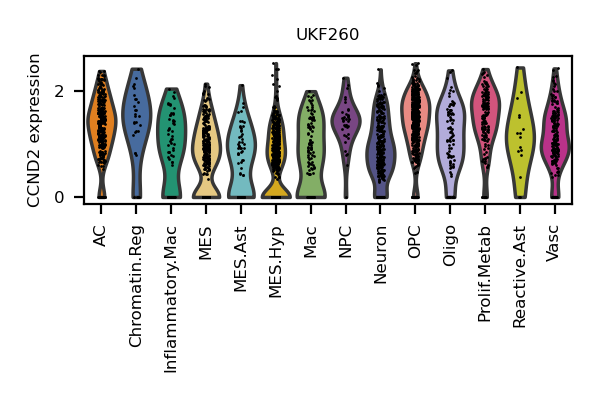 UKF260
CCND2 expression
2
0
AC
Chromatin.Reg
Inflammatory.Mac
MES
MES.Ast
MES.Hyp
Mac
NPC
Neuron
OPC
Oligo
Prolif.Metab
Reactive.Ast
Vasc